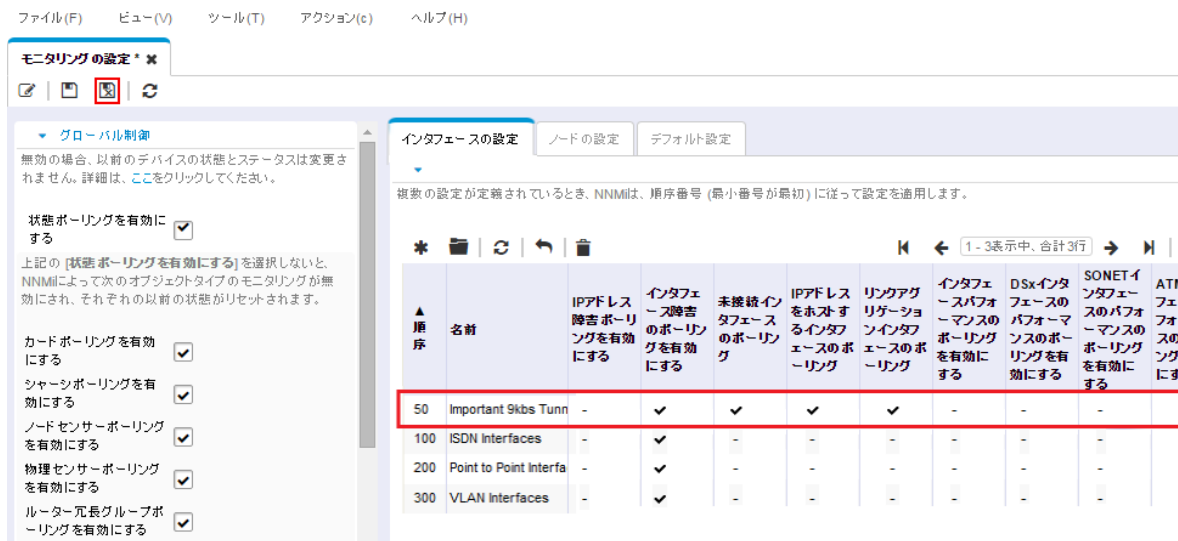 ファイル(F) ビュー(V) ツール(T) アクション(c) ヘルプ(H)
モニタリングの設定 *
グローバル制御
無効の場合、以前のデバイスの状態とステータスは変更さ
れません。詳細は、ここをクリックしてください。
状態ポーリングを有効に
する
上記の [状態ポーリングを有効にする] を選択しないと、
NNMiによって次のオブジェクトタイプのモニタリングが無
効にされ、それぞれの以前の状態がリセットされます。
カードポーリングを有効
にする
シャーシポーリングを有
効にする
ノードセンサーポーリング
を有効にする
物理センサーポーリング
を有効にする
ルーター冗長グループポ
ーリングを有効にする
インタフェースの設定 ノードの設定 デフォルト設定
複数の設定が定義されているとき、NNMiは、順序番号 (最小番号が最初) に従って設定を適用します。
1 - 3表示中、合計3行
▲
順
序
名前
IPアドレス
障害ポーリ
ングを有効
にする
インタフェ
ース障害
のポーリン
グを有効
にする
未接続イン
タフェース
のポーリン
グ
IPアドレス
をホストす
るインタフ
ェースのポ
ーリング
リンクアグ
リゲーショ
ンインタフ
ェースのポ
ーリング
インタフェ
ースパフォ
ーマンスの
ポーリング
を有効に
する
DSxインタ
フェースの
パフォーマ
ンスのポー
リングを有
効にする
SONETイ
ンタフェー
スのパフォ
ーマンスの
ポーリング
を有効に
する
ATM
フェ
フォ
スの
ング
にす
50 Important 9kbs Tunn - ✔ ✔ ✔ ✔ - - -
100 ISDN Interfaces - ✔ - - - - - -
200 Point to Point Interfa - ✔ - - - - - -
300 VLAN Interfaces - ✔ - - - - - -